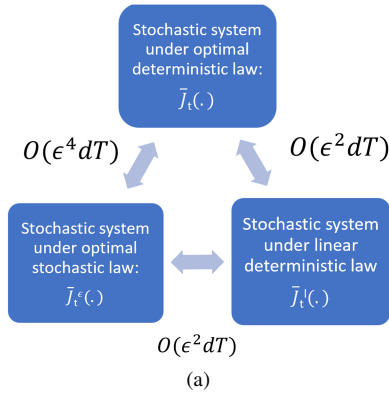 Stochastic system
under optimal
deterministic law:
J̄ₜ(.)
O(ϵ⁴dT)
O(ϵ²dT)
Stochastic system
under optimal
stochastic law:
J̄ₜᵋ(.)
Stochastic system
under linear
deterministic law
J̄ₜˡ(.)
O(ϵ²dT)
(a)